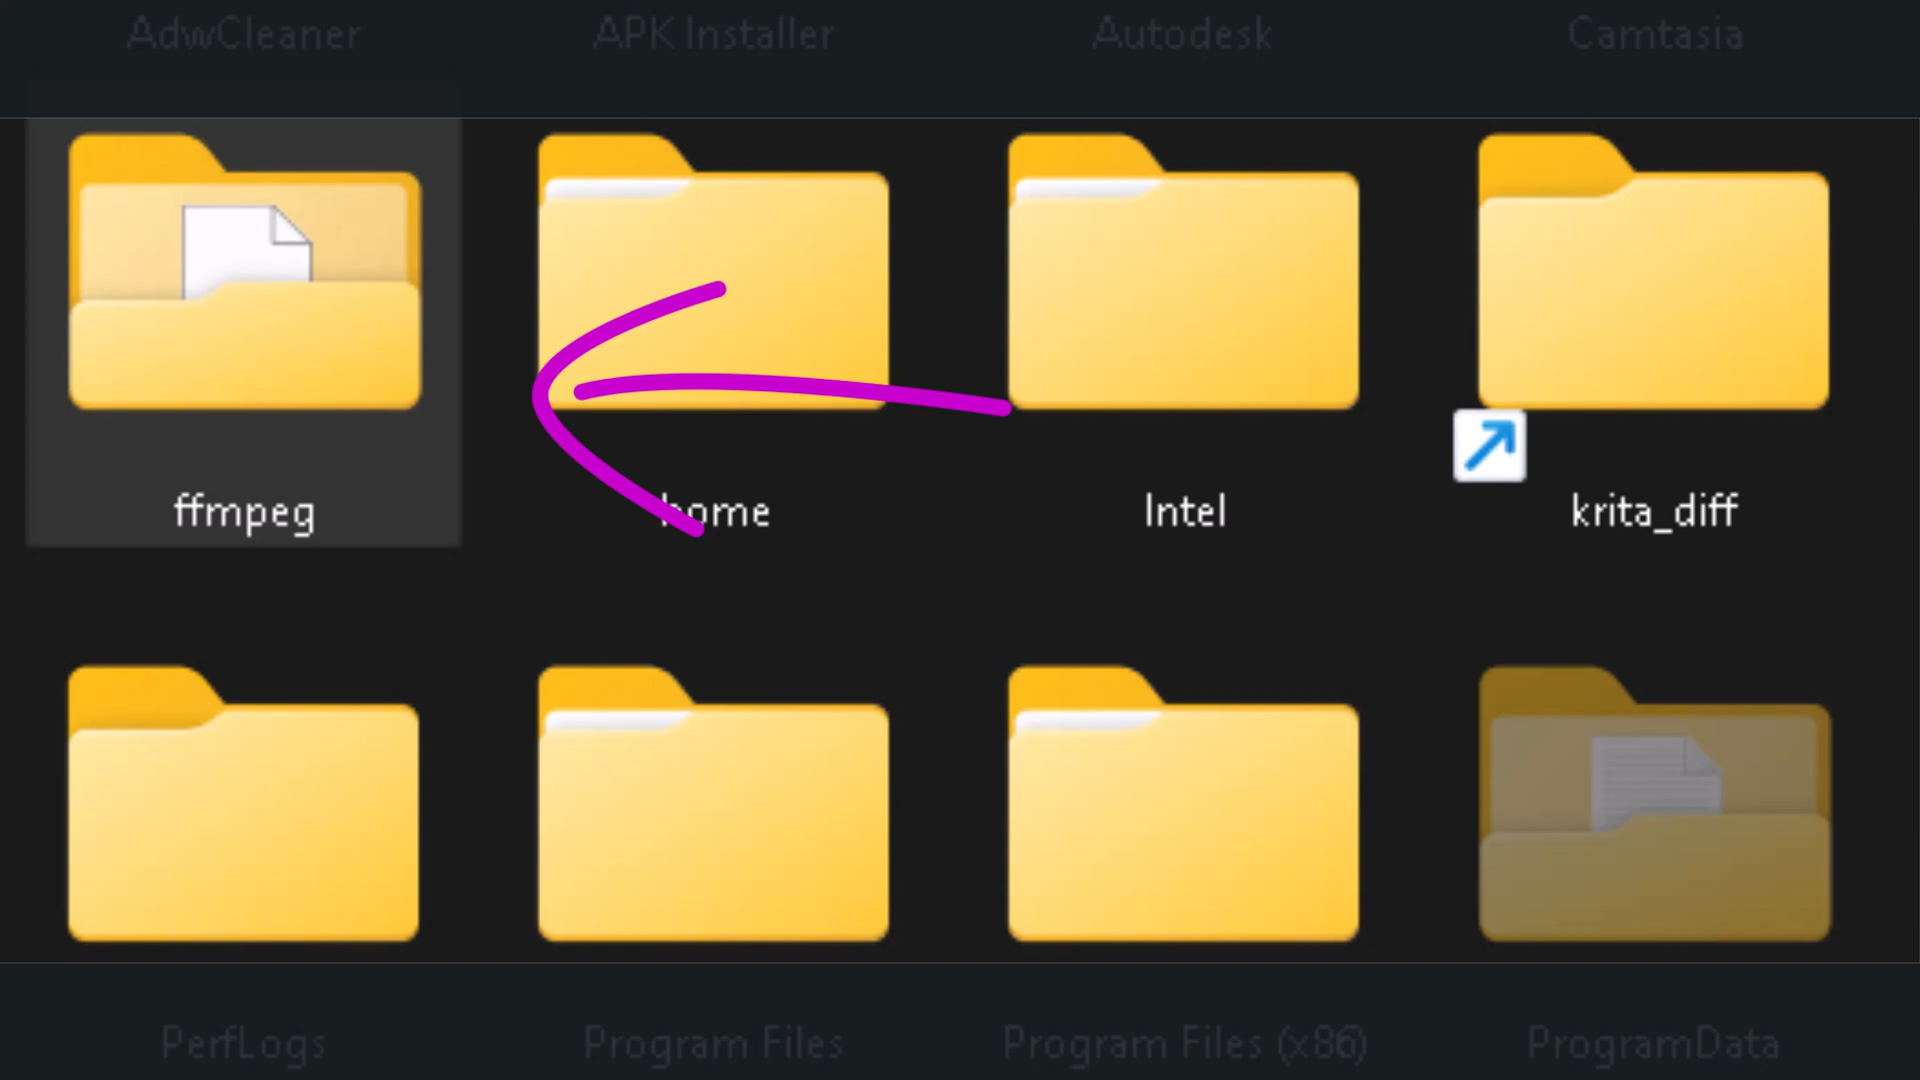 AdwCleaner APK Installer Autodesk Camtasia
ffmpeg home Intel krita_diff
PerfLogs Program Files Program Files (x86) ProgramData